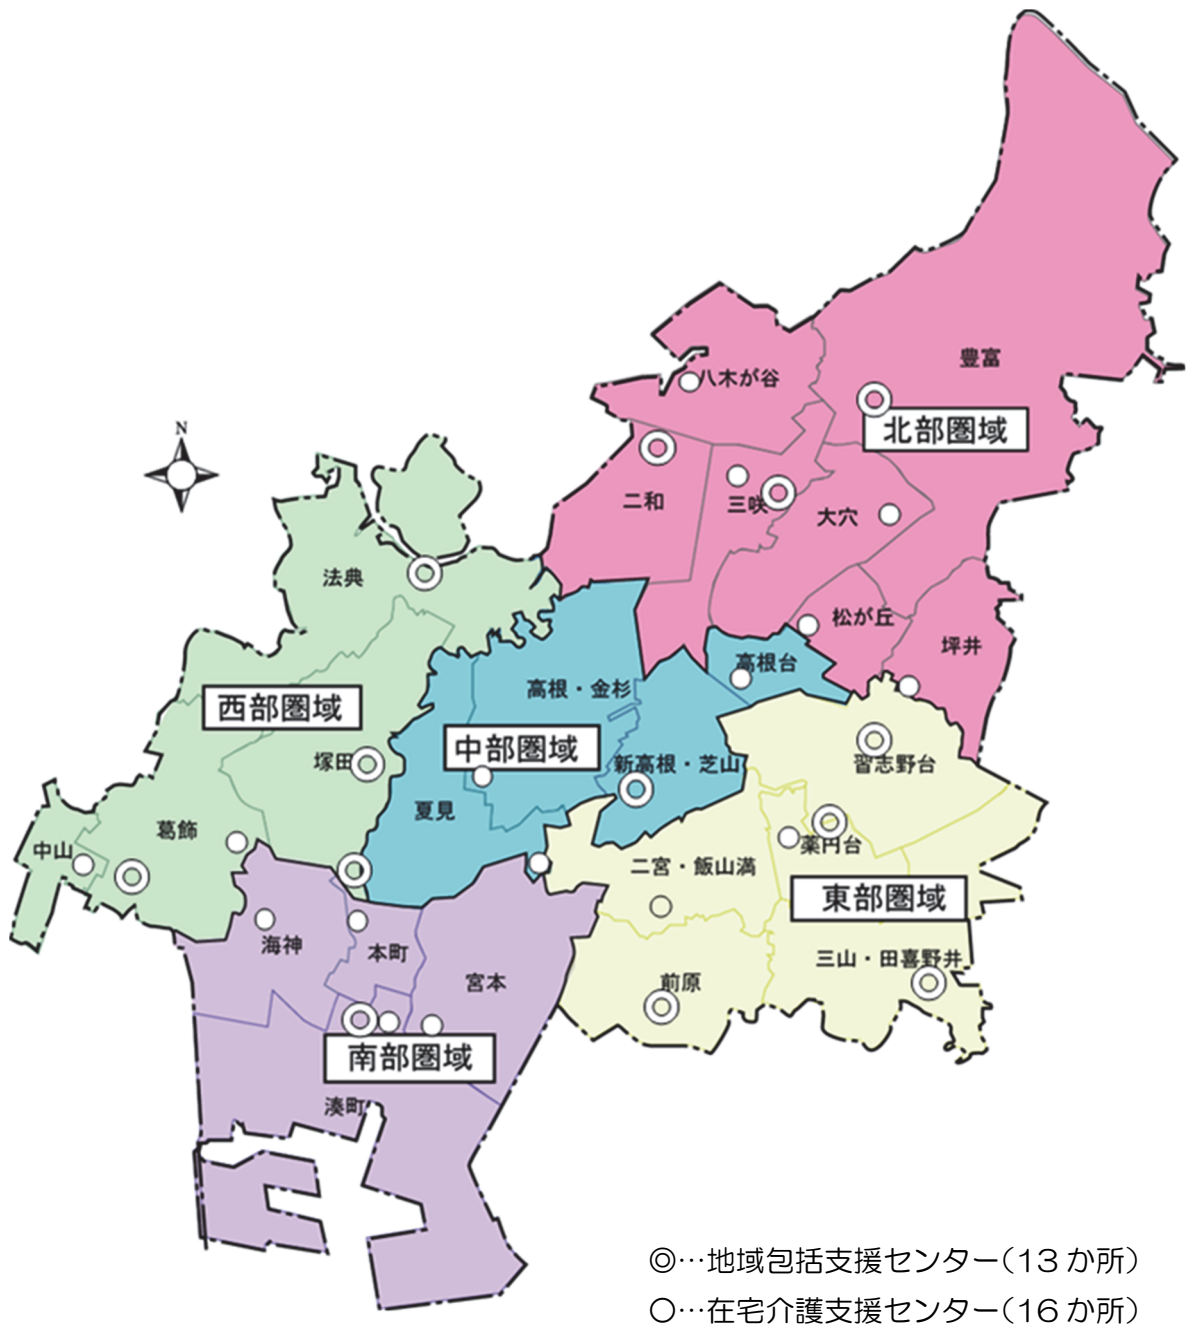 N
豊富
八木が谷
北部圏域
二和
三咲
大穴
法典
松が丘
坪井
高根台
高根・金杉
西部圏域
中部圏域
塚田
新高根・芝山
習志野台
夏見
葛飾
中山
薬円台
二宮・飯山満
東部圏域
海神
本町
宮本
前原
三山・田喜野井
南部圏域
湊町
◎…地域包括支援センター（13か所）
○…在宅介護支援センター（16か所）